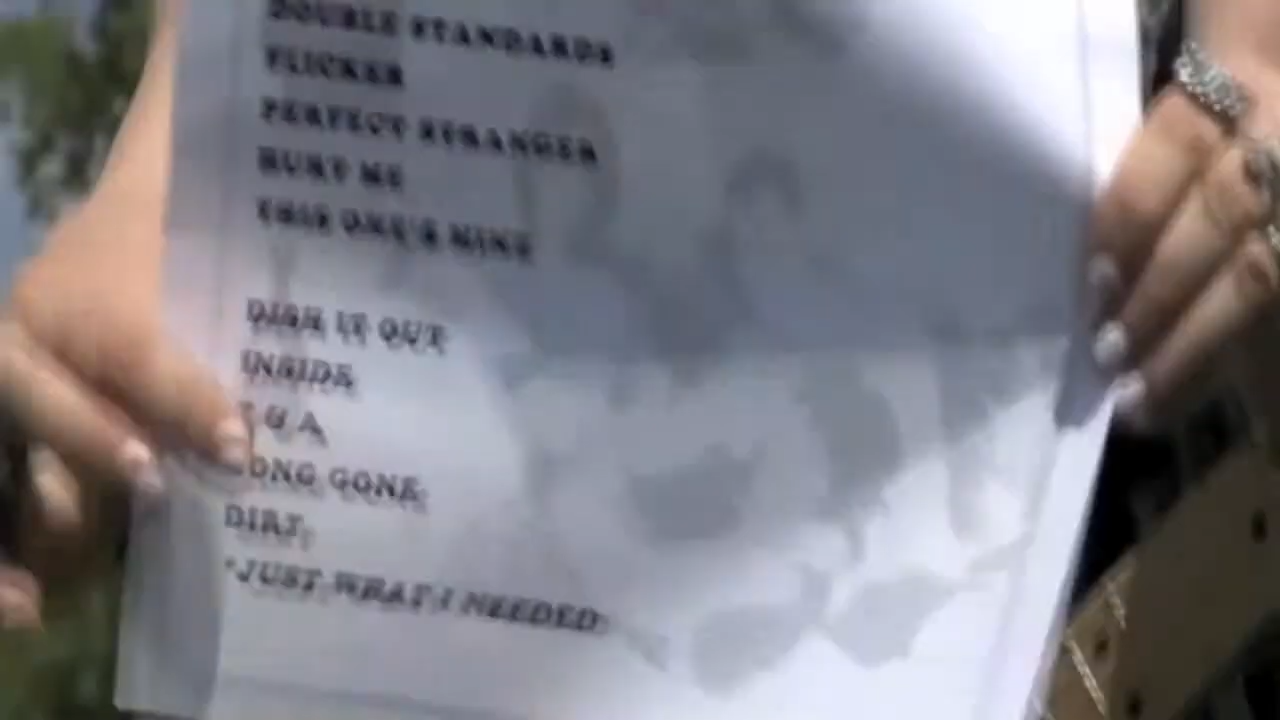 DOUBLE STANDARDS
FLICKER
PERFECT STRANGER
HURT ME
THIS ONE'S MINE
DISH IT OUT
INSIDE
& A
LONG GONE
DIRT
*JUST WHAT I NEEDED